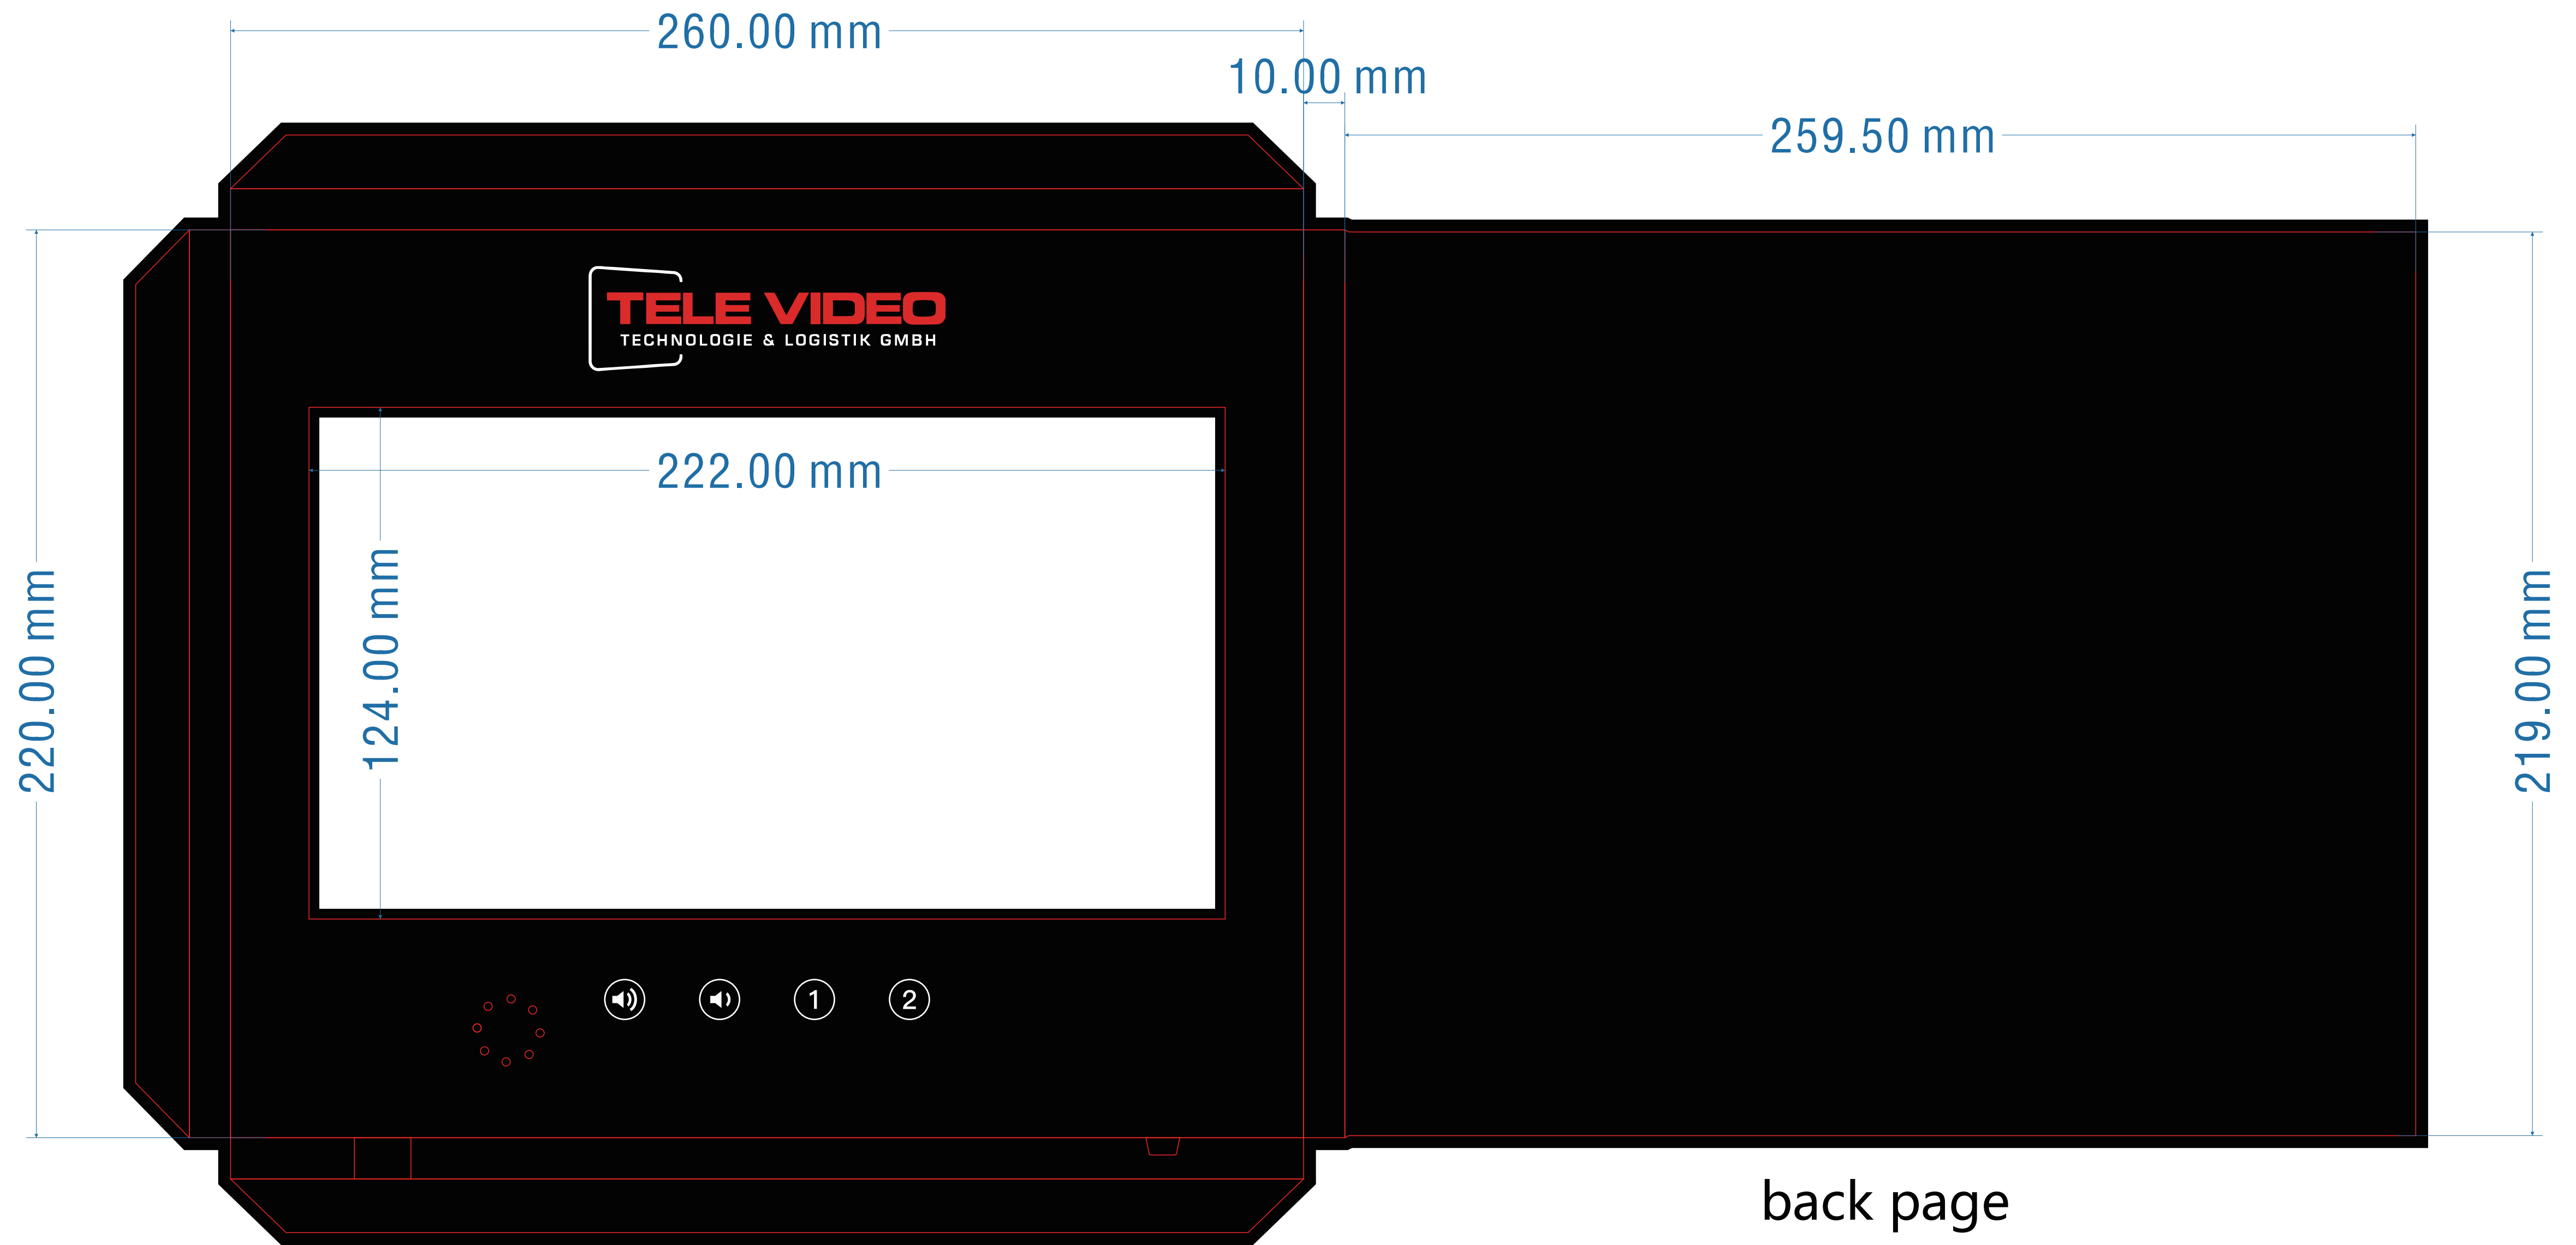 260.00 mm
10.00 mm
259.50 mm
TELE VIDEO
TECHNOLOGIE & LOGISTIK GMBH
222.00 mm
124.00 mm
220.00 mm
219.00 mm
1
2
back page